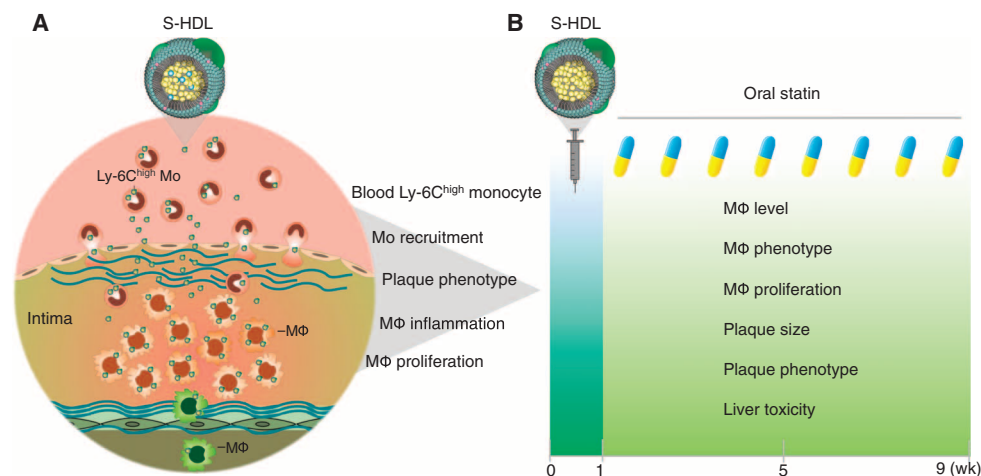 A
S-HDL
Ly-6Chigh Mo
Intima
–MΦ
–MΦ
Blood Ly-6Chigh monocyte
Mo recruitment
Plaque phenotype
MΦ inflammation
MΦ proliferation
B
S-HDL
Oral statin
MΦ level
MΦ phenotype
MΦ proliferation
Plaque size
Plaque phenotype
Liver toxicity
0 1 5 9 (wk)